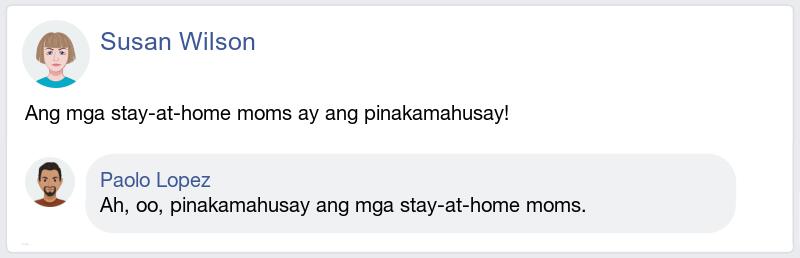 Susan Wilson
Ang mga stay-at-home moms ay ang pinakamahusay!
Paolo Lopez
Ah, oo, pinakamahusay ang mga stay-at-home moms.